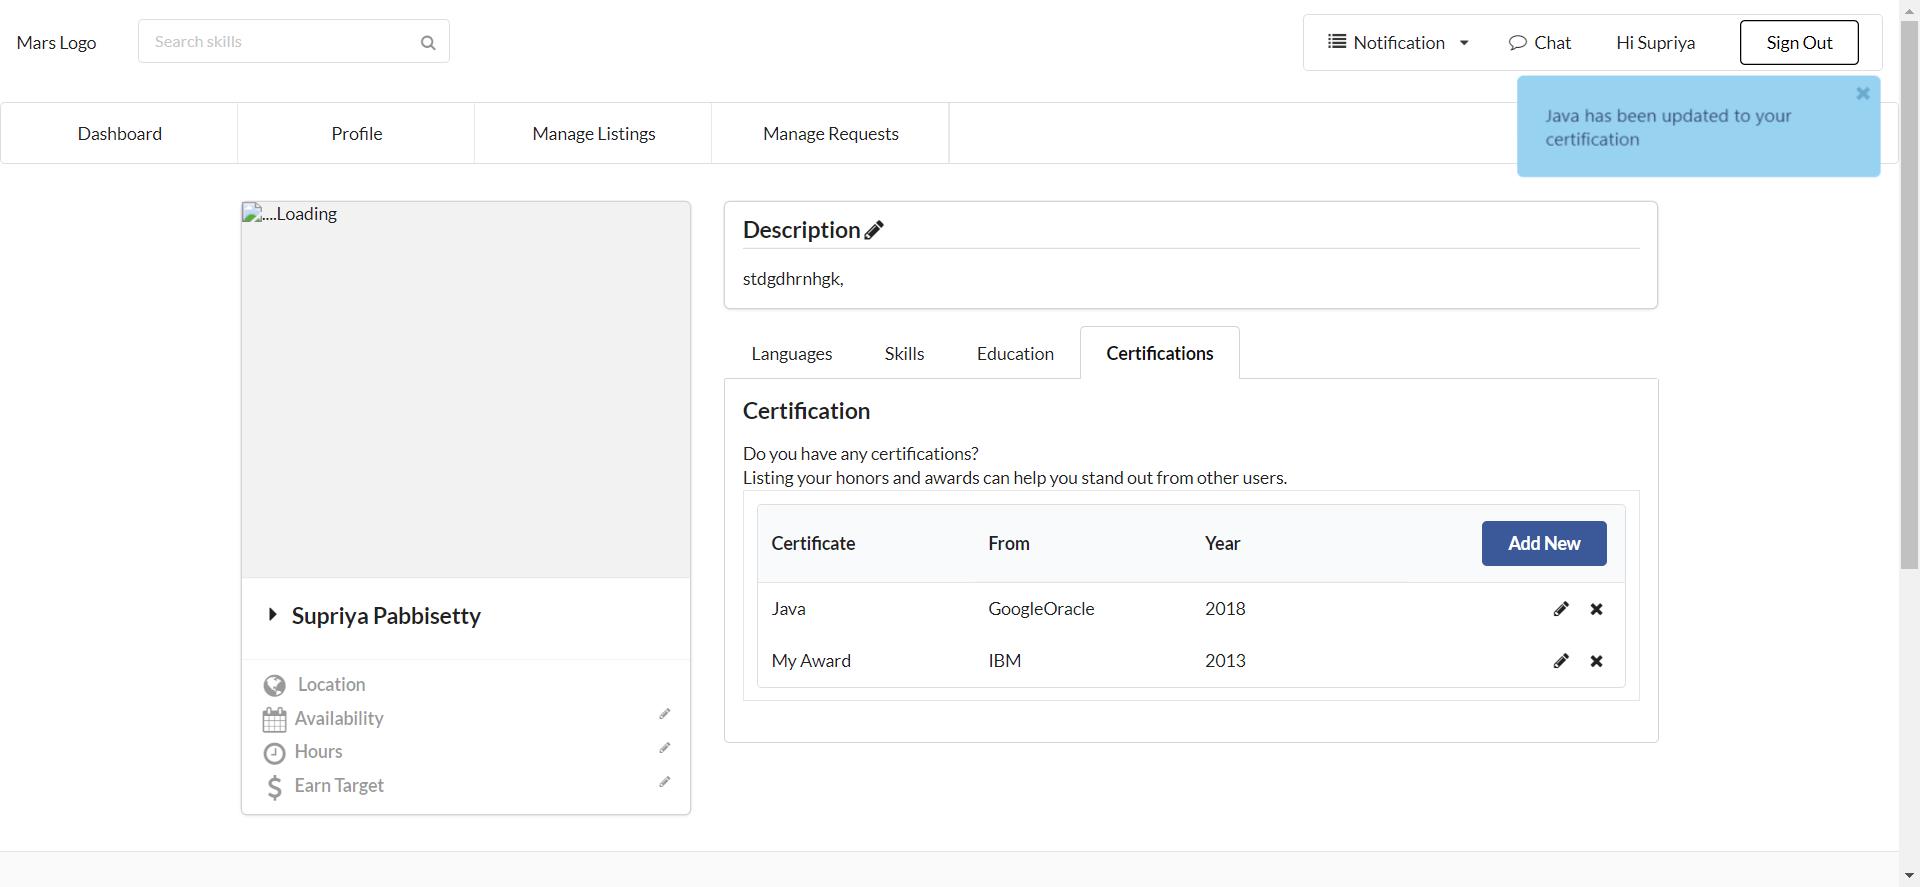 Mars Logo
Search skills
Notification
Chat
Hi Supriya
Sign Out
Java has been updated to your
certification
Dashboard
Profile
Manage Listings
Manage Requests
....Loading
Supriya Pabbisetty
Location
Availability
Hours
Earn Target
Description
stdgdhrnhgk,
Languages
Skills
Education
Certifications
Certification
Do you have any certifications?
Listing your honors and awards can help you stand out from other users.
Certificate From Year Add New
Java GoogleOracle 2018
My Award IBM 2013